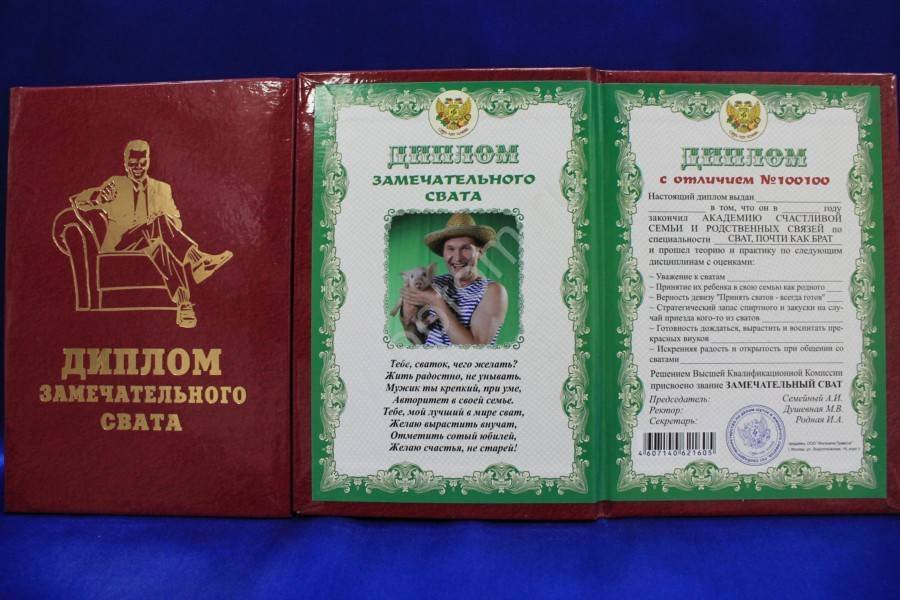 ДИПЛОМ
ЗАМЕЧАТЕЛЬНОГО
СВАТА
ДИПЛОМ
ЗАМЕЧАТЕЛЬНОГО
СВАТА
Тебе, сваток, чего желать?
Жить радостно, не унывать.
Мужик ты крепкий, при уме,
Авторитет в своей семье.
Тебе, мой лучший в мире сват,
Желаю вырастить внучат,
Отметить сотый юбилей,
Желаю счастья, не старей!
ДИПЛОМ
с отличием №100100
Настоящий диплом выдан
в том, что он в году
закончил АКАДЕМИЮ СЧАСТЛИВОЙ
СЕМЬИ И РОДСТВЕННЫХ СВЯЗЕЙ по
специальности СВАТ, ПОЧТИ КАК БРАТ
и прошел теорию и практику по следующим
дисциплинам с оценками:
– Уважение к сватам
– Принятие их ребенка в свою семью как родного
– Верность девизу "Принять сватов - всегда готов"
– Стратегический запас спиртного и закуски на слу-
чай приезда кого-то из сватов
– Готовность дождаться, вырастить и воспитать пре-
красных внуков
– Искренняя радость и открытость при общении со
сватами
Решением Высшей Квалификационной Комиссии
присвоено звание ЗАМЕЧАТЕЛЬНЫЙ СВАТ
Председатель: Семейный А.И.
Ректор: Душевная М.В.
Секретарь: Родная И.А.
4607140621605